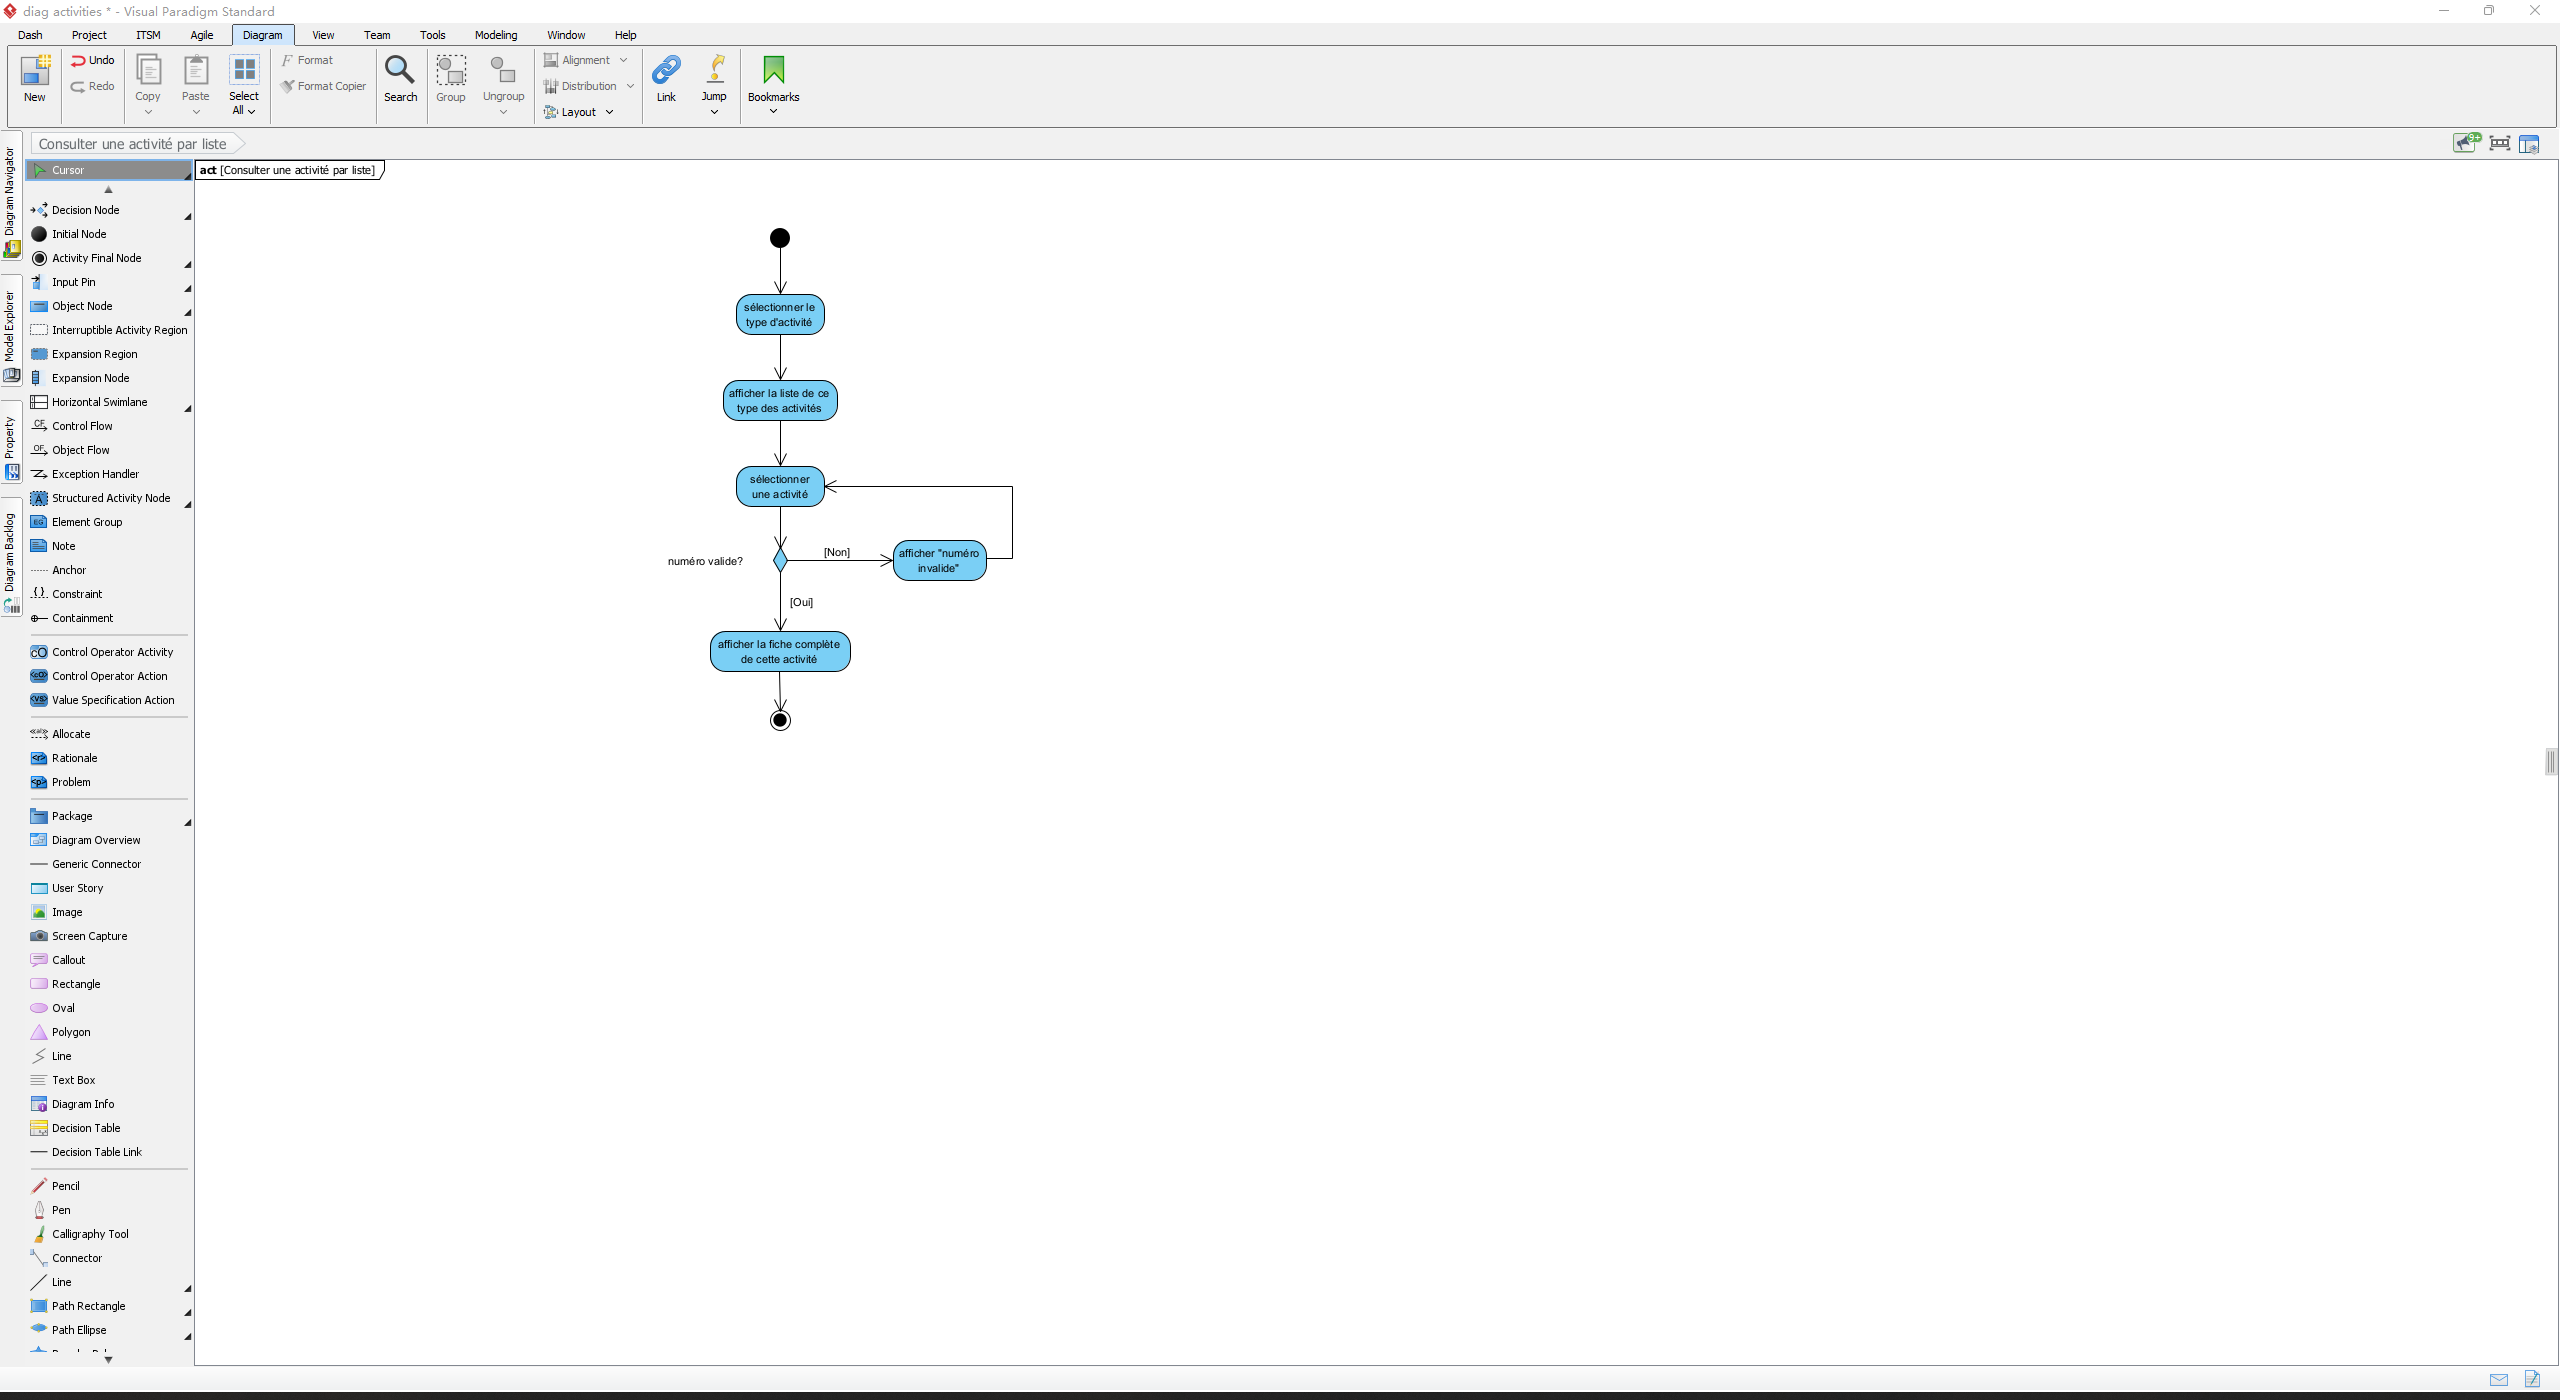 diag activities * - Visual Paradigm Standard
Dash Project ITSM Agile Diagram View Team Tools Modeling Window Help
New
Undo
Redo
Copy
Paste
Select
All
Format
Format Copier
Search
Group
Ungroup
Alignment
Distribution
Layout
Link
Jump
Bookmarks
Consulter une activité par liste
9+
Diagram Navigator
Model Explorer
Property
Diagram Backlog
Cursor
Decision Node
Initial Node
Activity Final Node
Input Pin
Object Node
Interruptible Activity Region
Expansion Region
Expansion Node
Horizontal Swimlane
Control Flow
Object Flow
Exception Handler
Structured Activity Node
Element Group
Note
Anchor
Constraint
Containment
Control Operator Activity
Control Operator Action
Value Specification Action
Allocate
Rationale
Problem
Package
Diagram Overview
Generic Connector
User Story
Image
Screen Capture
Callout
Rectangle
Oval
Polygon
Line
Text Box
Diagram Info
Decision Table
Decision Table Link
Pencil
Pen
Calligraphy Tool
Connector
Line
Path Rectangle
Path Ellipse
act [Consulter une activité par liste]
sélectionner le
type d'activité
afficher la liste de ce
type des activités
sélectionner
une activité
numéro valide?
[Non]
afficher "numéro
invalide"
[Oui]
afficher la fiche complète
de cette activité